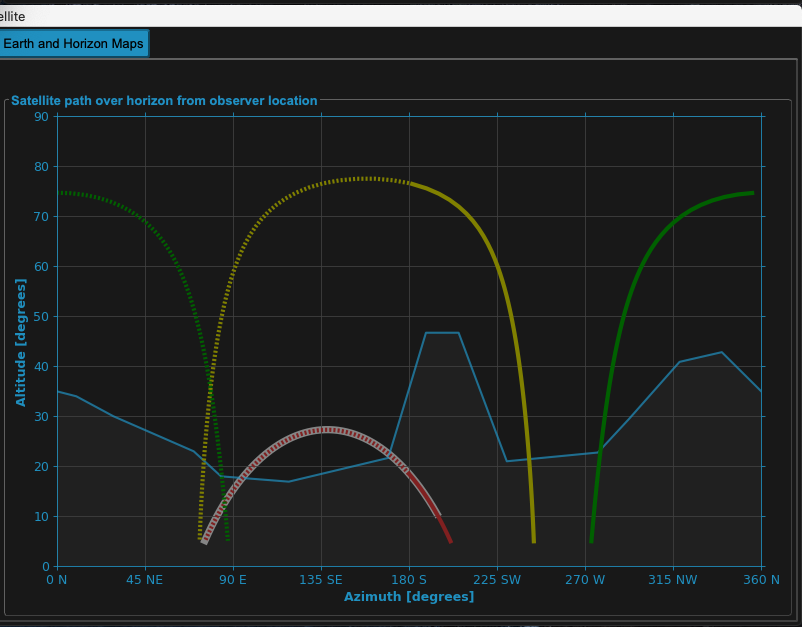 ellite
Earth and Horizon Maps
Satellite path over horizon from observer location
90
80
70
60
50
40
30
20
10
0
Altitude [degrees]
0 N 45 NE 90 E 135 SE 180 S 225 SW 270 W 315 NW 360 N
Azimuth [degrees]